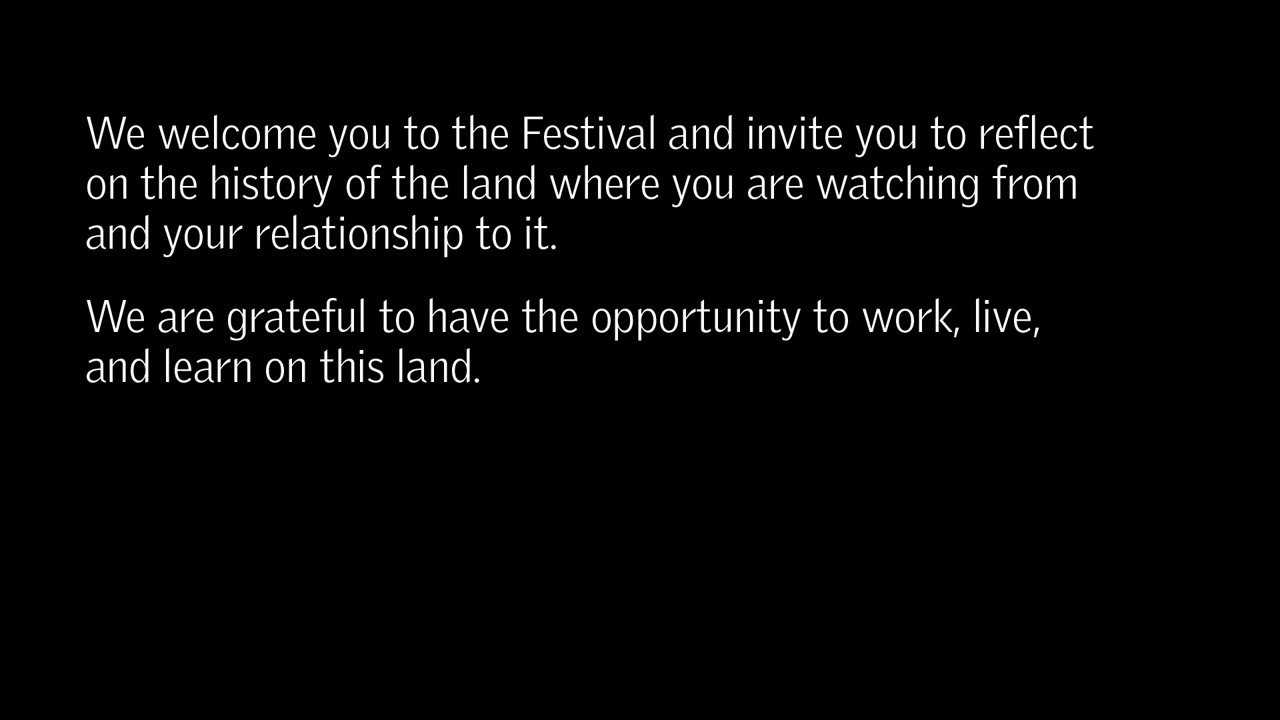 We welcome you to the Festival and invite you to reflect
on the history of the land where you are watching from
and your relationship to it.
We are grateful to have the opportunity to work, live,
and learn on this land.